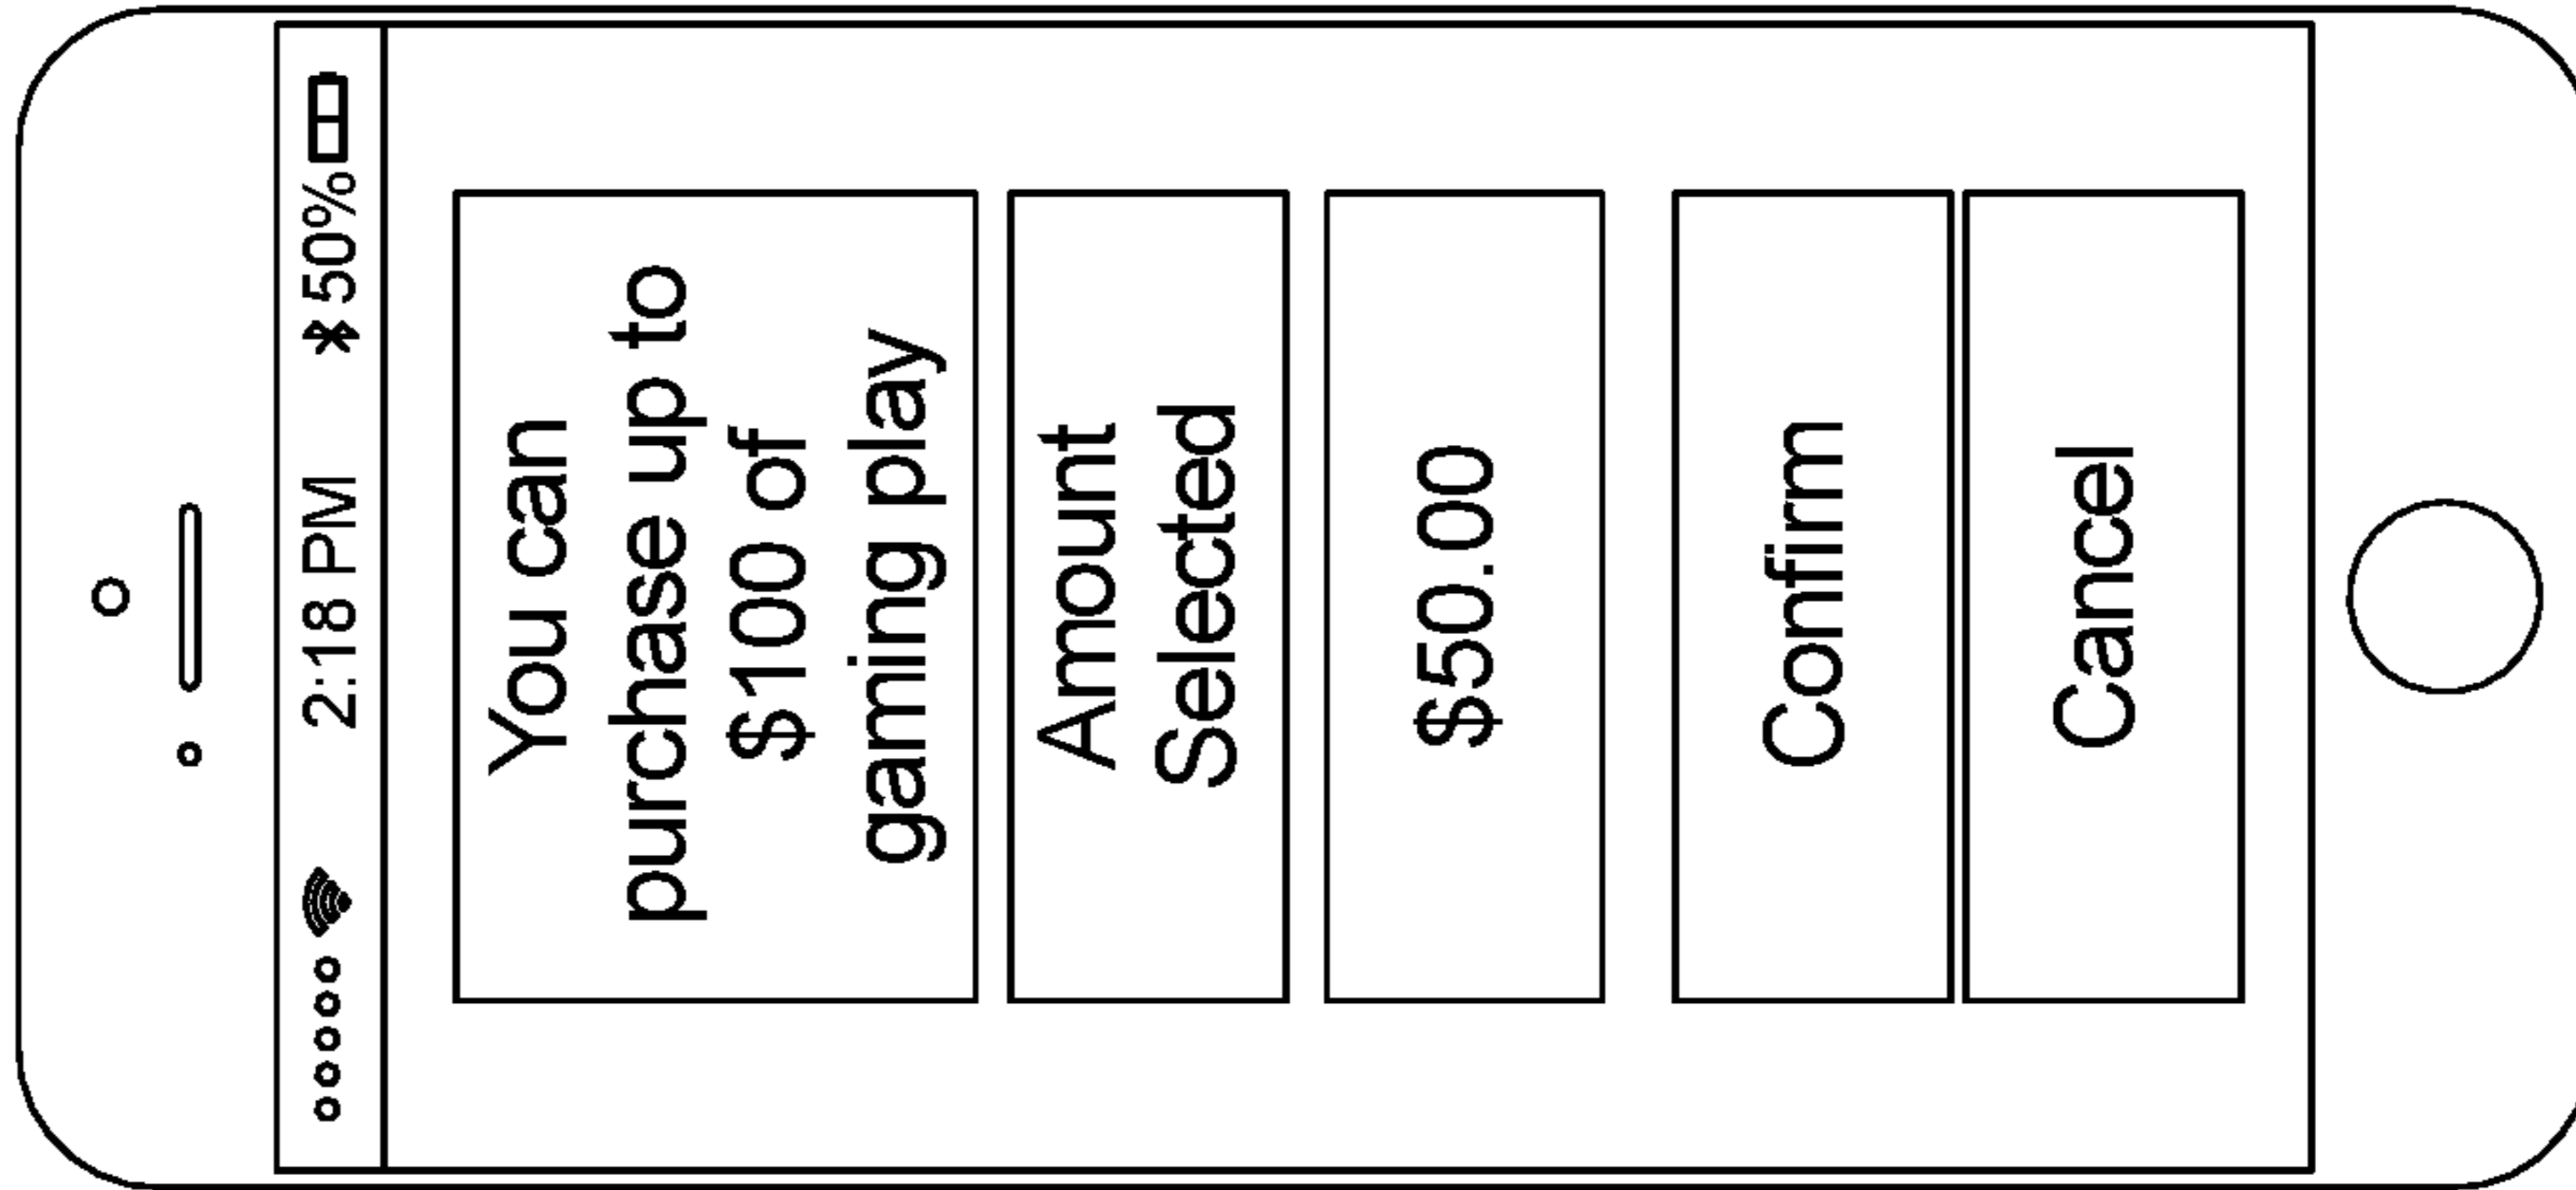 2:18 PM 50%
You can
purchase up to
$100 of
gaming play
Amount
Selected
$50.00
Confirm
Cancel